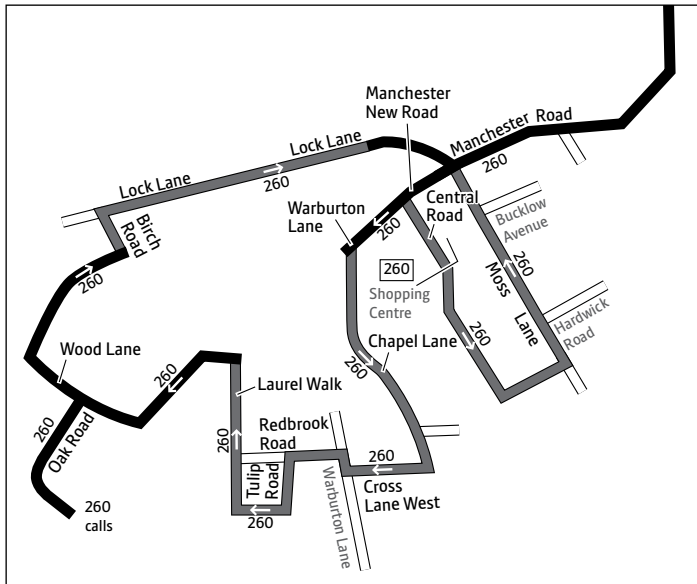 Manchester
New Road
Manchester Road
260
Lock Lane
Lock Lane
260
Central
Road
Warburton
Lane
260
Bucklow
Avenue
Birch
Road
260
260
Shopping
Centre
260
Moss
Lane
Hardwick
Road
Wood Lane
260
260
Chapel Lane
260
Laurel Walk
Oak Road
260
Redbrook
Road
260
Tulip
Road
260
Cross
Lane West
Warburton Lane
260
calls
260